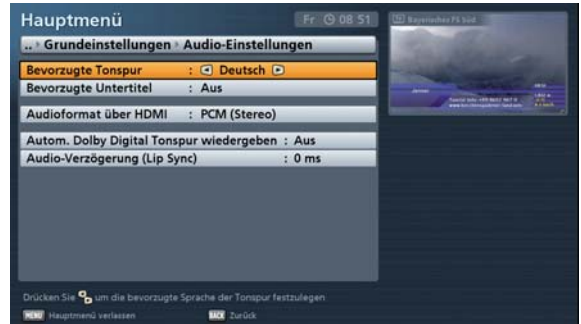 Hauptmenü
Fr 08 51
Bayerisches FS Süd
.. Grundeinstellungen Audio-Einstellungen
Bevorzugte Tonspur : Deutsch
Bevorzugte Untertitel : Aus
Audioformat über HDMI : PCM (Stereo)
Autom. Dolby Digital Tonspur wiedergeben : Aus
Audio-Verzögerung (Lip Sync) : 0 ms
Jenner
Drücken Sie um die bevorzugte Sprache der Tonspur festzulegen
MENU Hauptmenü verlassen
BACK Zurück